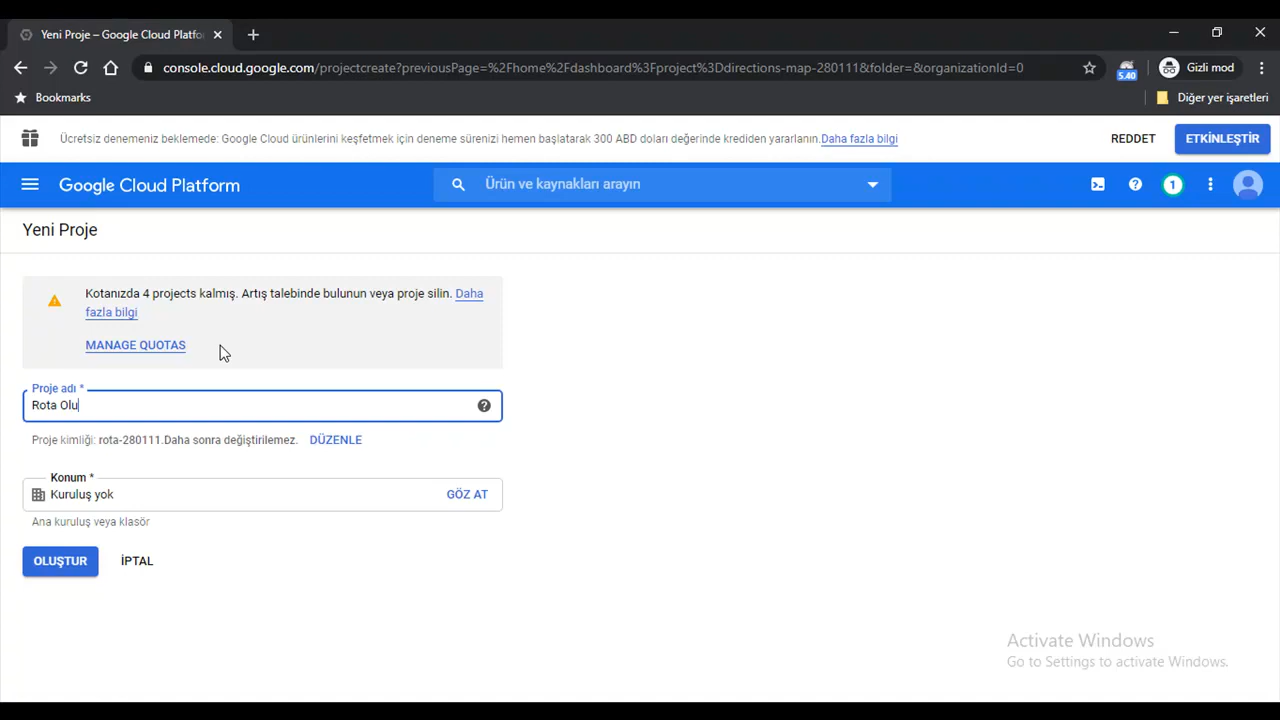 Yeni Proje – Google Cloud Platfo
console.cloud.google.com/projectcreate?previousPage=%2Fhome%2Fdashboard%3Fproject%3Ddirections-map-280111&folder=&organizationId=0
5.40
Gizli mod
Bookmarks
Diğer yer işaretleri
Ücretsiz denemeniz beklemede: Google Cloud ürünlerini keşfetmek için deneme sürenizi hemen başlatarak 300 ABD doları değerinde krediden yararlanın.Daha fazla bilgi
REDDET
ETKİNLEŞTİR
Google Cloud Platform
Ürün ve kaynakları arayın
1
Yeni Proje
Kotanızda 4 projects kalmış. Artış talebinde bulunun veya proje silin. Daha
fazla bilgi
MANAGE QUOTAS
Proje adı *
Rota Olu
Proje kimliği: rota-280111.Daha sonra değiştirilemez. DÜZENLE
Konum *
Kuruluş yok
GÖZ AT
Ana kuruluş veya klasör
OLUŞTUR
İPTAL
Activate Windows
Go to Settings to activate Windows.